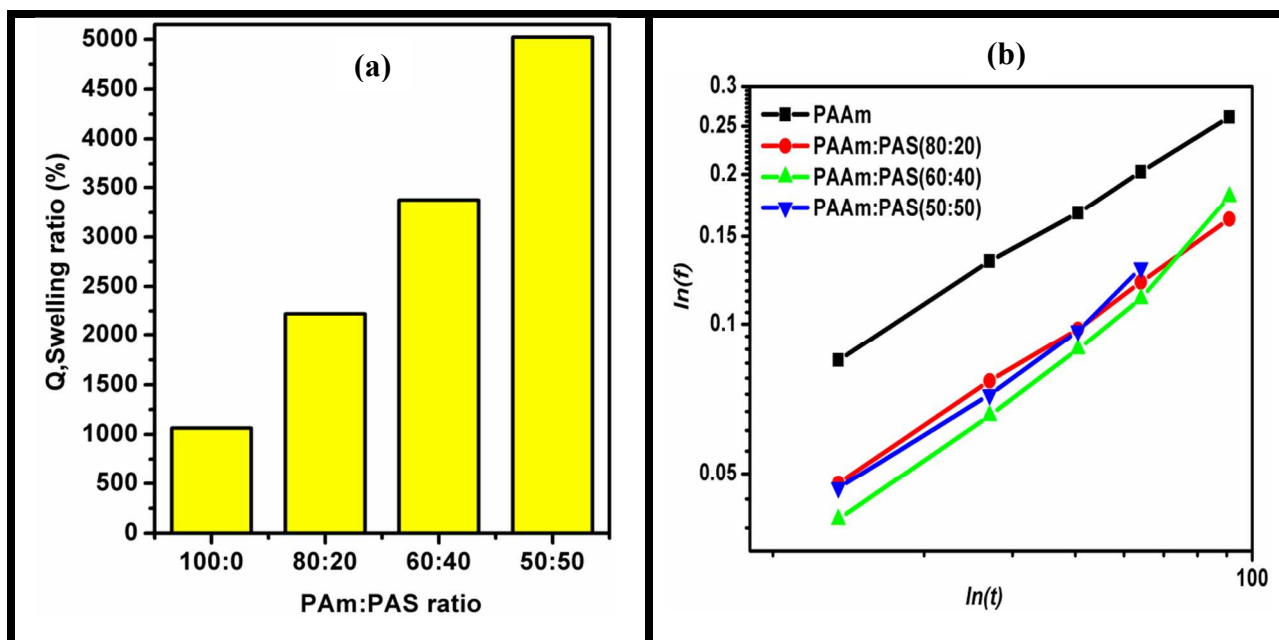 (a)
Q,Swelling ratio (%)
5000
4500
4000
3500
3000
2500
2000
1500
1000
500
0
100:0 80:20 60:40 50:50
PAm:PAS ratio
(b)
ln(f)
0.3
0.25
0.2
0.15
0.1
0.05
PAAm
PAAm:PAS(80:20)
PAAm:PAS(60:40)
PAAm:PAS(50:50)
100
ln(t)